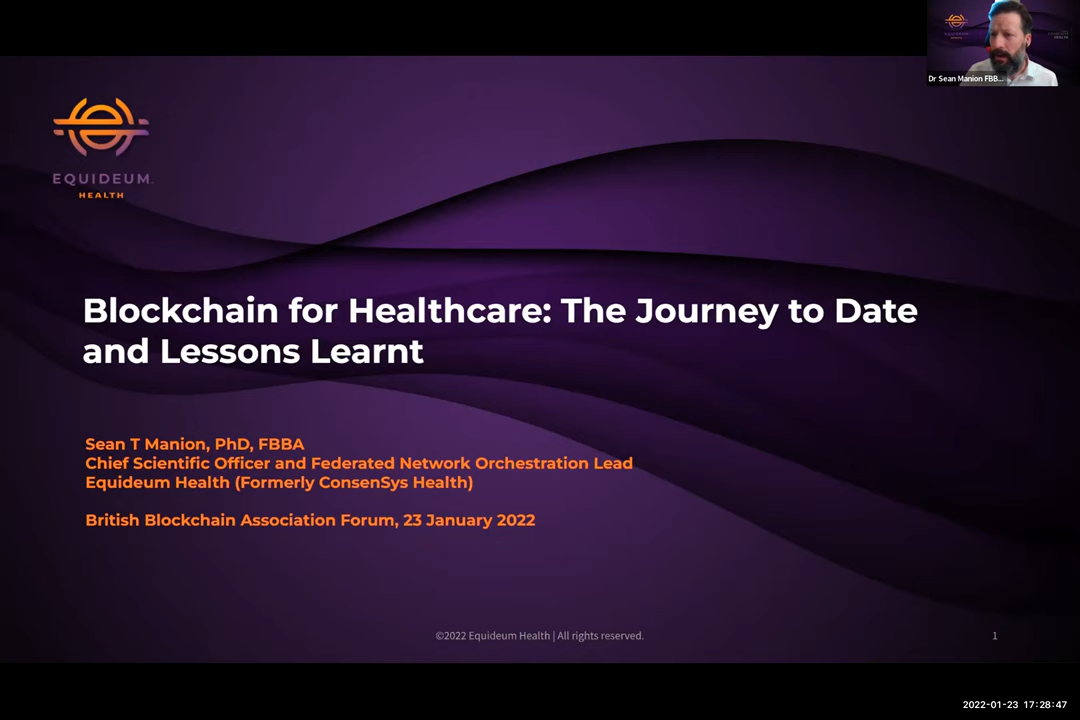 Dr Sean Manion FBB...
EQUIDEUM
HEALTH
Blockchain for Healthcare: The Journey to Date
and Lessons Learnt
Sean T Manion, PhD, FBBA
Chief Scientific Officer and Federated Network Orchestration Lead
Equideum Health (Formerly ConsenSys Health)
British Blockchain Association Forum, 23 January 2022
©2022 Equideum Health | All rights reserved.
1
2022-01-23 17:28:47